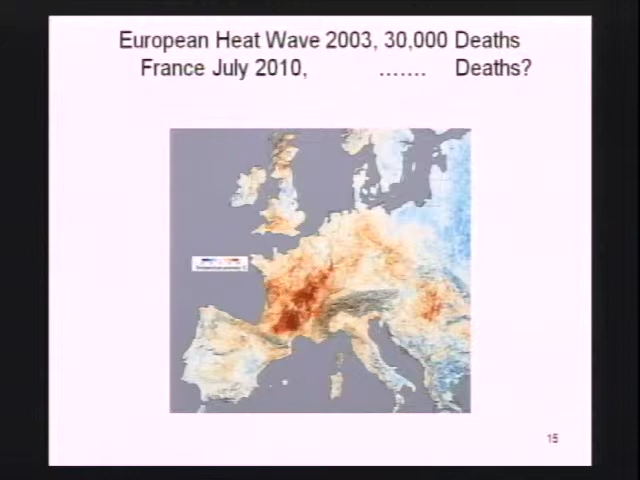 European Heat Wave 2003, 30,000 Deaths
France July 2010, ....... Deaths?
15